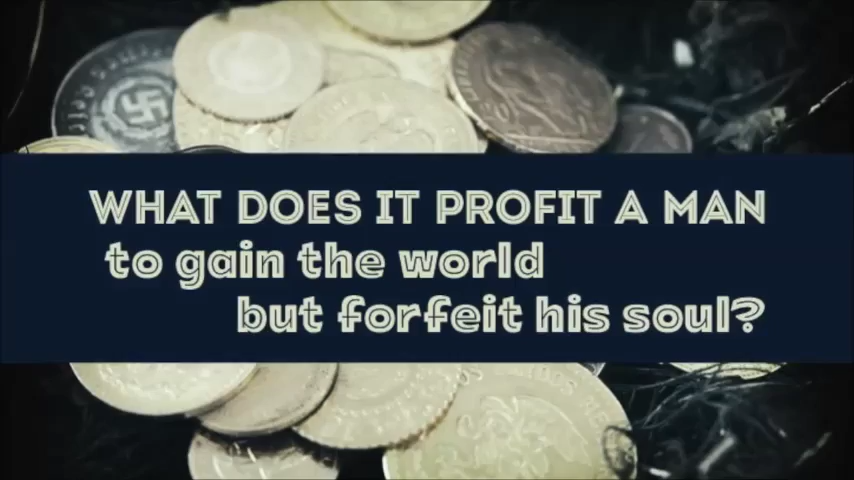 WHAT DOES IT PROFIT A MAN
to gain the world
but forfeit his soul?